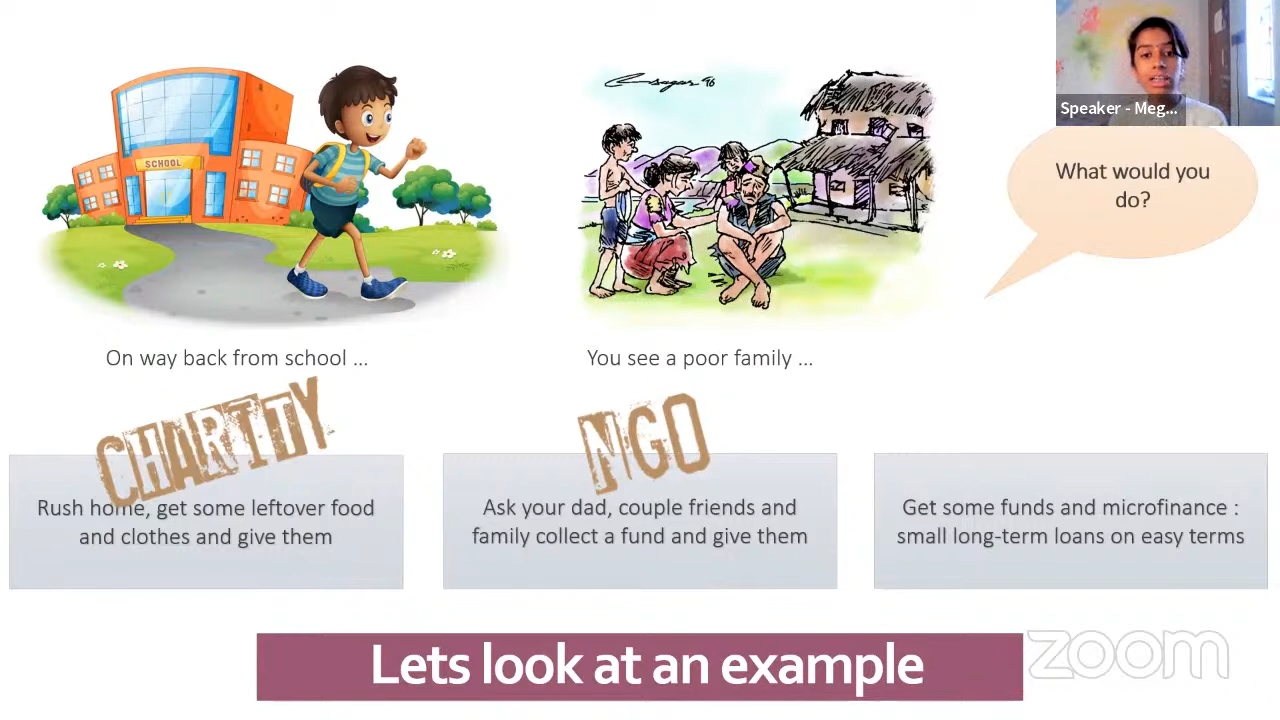 SCHOOL
Speaker - Meg...
What would you
do?
On way back from school ...
You see a poor family ...
CHARITY
NGO
Rush home, get some leftover food
and clothes and give them
Ask your dad, couple friends and
family collect a fund and give them
Get some funds and microfinance :
small long-term loans on easy terms
Lets look at an example
zoom